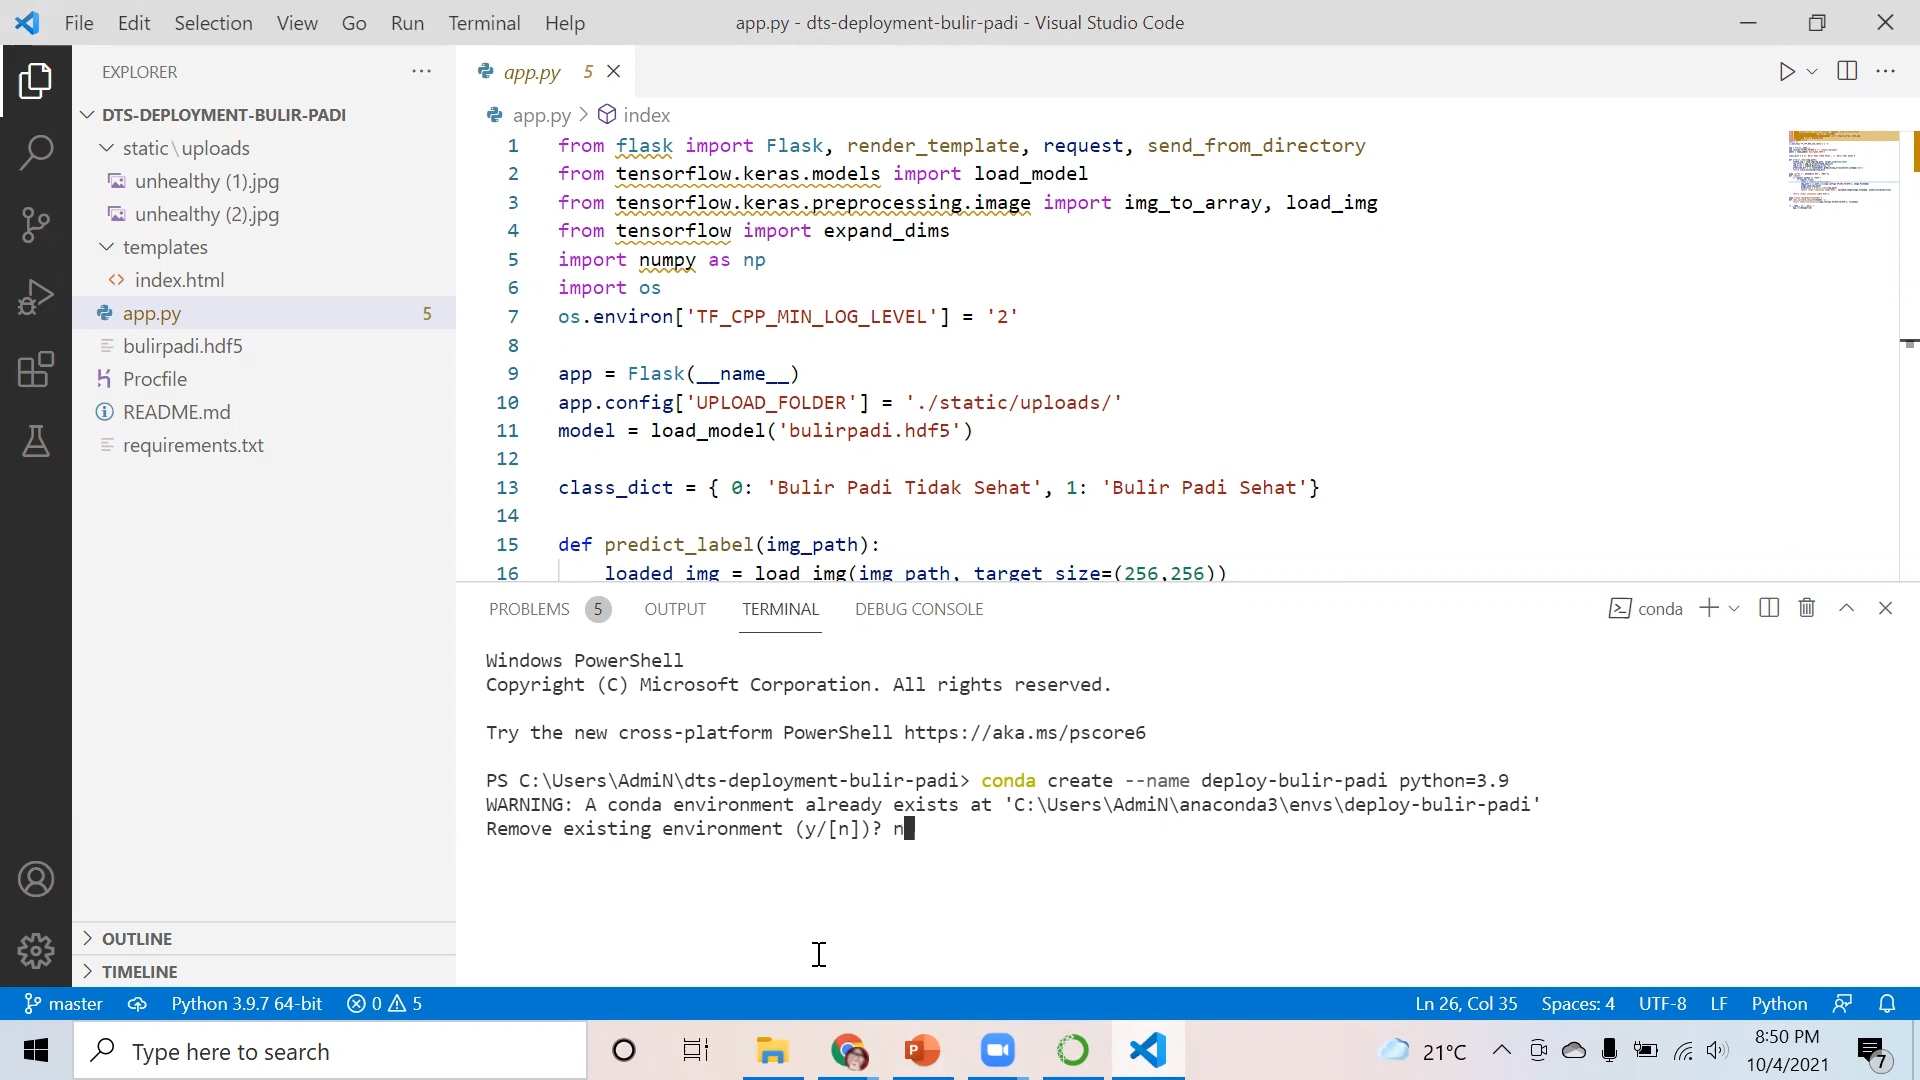 File Edit Selection View Go Run Terminal Help
app.py - dts-deployment-bulir-padi - Visual Studio Code
EXPLORER
DTS-DEPLOYMENT-BULIR-PADI
static\uploads
unhealthy (1).jpg
unhealthy (2).jpg
templates
index.html
app.py 5
bulirpadi.hdf5
Procfile
README.md
requirements.txt
OUTLINE
TIMELINE
app.py 5
app.py > index
1 from flask import Flask, render_template, request, send_from_directory
2 from tensorflow.keras.models import load_model
3 from tensorflow.keras.preprocessing.image import img_to_array, load_img
4 from tensorflow import expand_dims
5 import numpy as np
6 import os
7 os.environ['TF_CPP_MIN_LOG_LEVEL'] = '2'
8
9 app = Flask(__name__)
10 app.config['UPLOAD_FOLDER'] = './static/uploads/'
11 model = load_model('bulirpadi.hdf5')
12
13 class_dict = { 0: 'Bulir Padi Tidak Sehat', 1: 'Bulir Padi Sehat'}
14
15 def predict_label(img_path):
16 loaded_img = load_img(img_path, target_size=(256,256))
PROBLEMS 5 OUTPUT TERMINAL DEBUG CONSOLE
conda
Windows PowerShell
Copyright (C) Microsoft Corporation. All rights reserved.
Try the new cross-platform PowerShell https://aka.ms/pscore6
PS C:\Users\AdmiN\dts-deployment-bulir-padi> conda create --name deploy-bulir-padi python=3.9
WARNING: A conda environment already exists at 'C:\Users\AdmiN\anaconda3\envs\deploy-bulir-padi'
Remove existing environment (y/[n])? n
master Python 3.9.7 64-bit 0 5
Ln 26, Col 35 Spaces: 4 UTF-8 LF Python
Type here to search
21°C
8:50 PM
10/4/2021
7